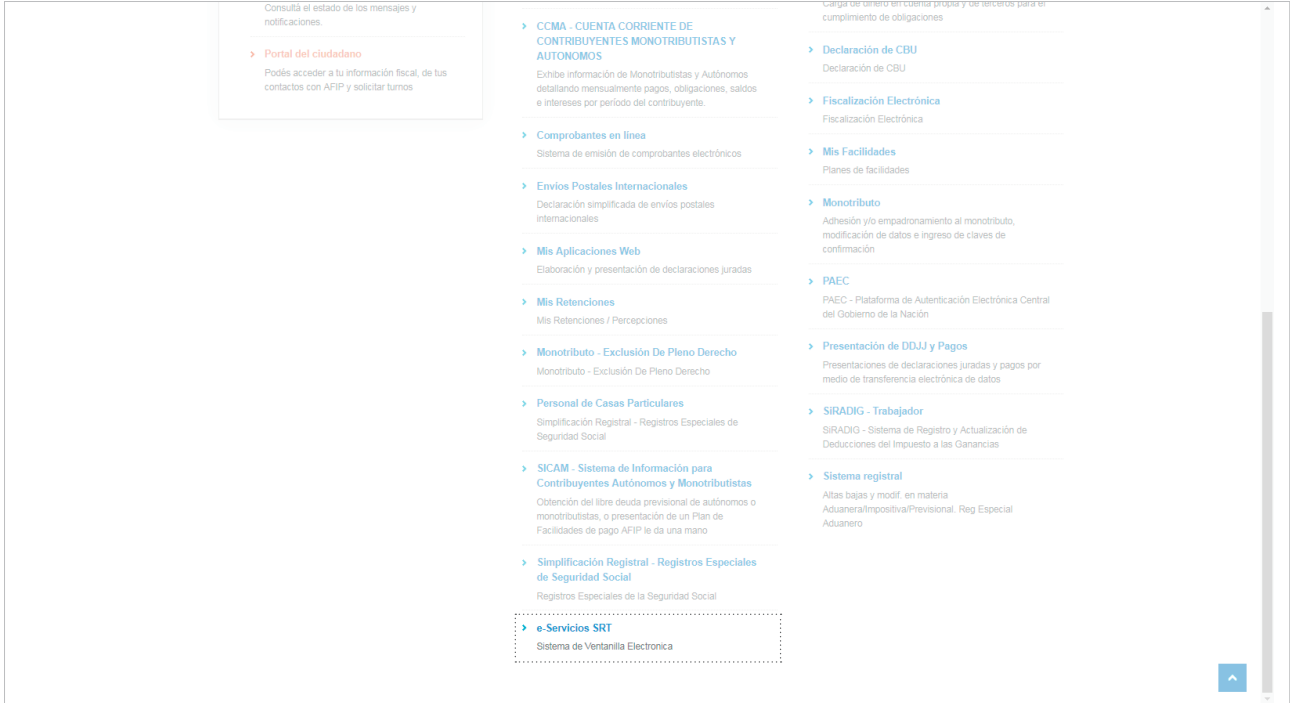 Consultá el estado de los mensajes y
notificaciones.
Portal del ciudadano
Podés acceder a tu información fiscal, de tus
contactos con AFIP y solicitar turnos
CCMA - CUENTA CORRIENTE DE
CONTRIBUYENTES MONOTRIBUTISTAS Y
AUTONOMOS
Exhibe información de Monotributistas y Autónomos
detallando mensualmente pagos, obligaciones, saldos
e intereses por período del contribuyente.
Comprobantes en línea
Sistema de emisión de comprobantes electrónicos
Envios Postales Internacionales
Declaración simplificada de envíos postales
internacionales
Mis Aplicaciones Web
Elaboración y presentación de declaraciones juradas
Mis Retenciones
Mis Retenciones / Percepciones
Monotributo - Exclusión De Pleno Derecho
Monotributo - Exclusión De Pleno Derecho
Personal de Casas Particulares
Simplificación Registral - Registros Especiales de
Seguridad Social
SICAM - Sistema de Información para
Contribuyentes Autónomos y Monotributistas
Obtención del libre deuda previsional de autónomos o
monotributistas, o presentación de un Plan de
Facilidades de pago AFIP le da una mano
Simplificación Registral - Registros Especiales
de Seguridad Social
Registros Especiales de la Seguridad Social
e-Servicios SRT
Sistema de Ventanilla Electronica
Carga de dinero en cuenta propia y de terceros para el
cumplimiento de obligaciones
Declaración de CBU
Declaración de CBU
Fiscalización Electrónica
Fiscalización Electrónica
Mis Facilidades
Planes de facilidades
Monotributo
Adhesión y/o empadronamiento al monotributo,
modificación de datos e ingreso de claves de
confirmación
PAEC
PAEC - Plataforma de Autenticación Electrónica Central
del Gobierno de la Nación
Presentación de DDJJ y Pagos
Presentaciones de declaraciones juradas y pagos por
medio de transferencia electrónica de datos
SiRADIG - Trabajador
SiRADIG - Sistema de Registro y Actualización de
Deducciones del Impuesto a las Ganancias
Sistema registral
Altas bajas y modif. en materia
Aduanera/Impositiva/Previsional. Reg Especial
Aduanero